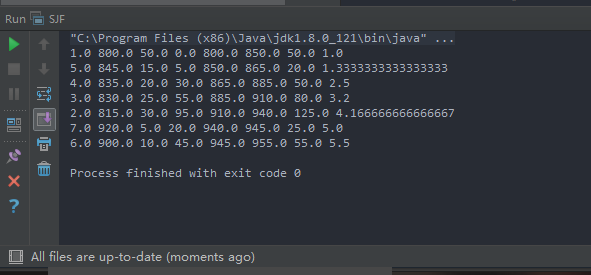 Run SJF
"C:\Program Files (x86)\Java\jdk1.8.0_121\bin\java" ...
1.0 800.0 50.0 0.0 800.0 850.0 50.0 1.0
5.0 845.0 15.0 5.0 850.0 865.0 20.0 1.3333333333333333
4.0 835.0 20.0 30.0 865.0 885.0 50.0 2.5
3.0 830.0 25.0 55.0 885.0 910.0 80.0 3.2
2.0 815.0 30.0 95.0 910.0 940.0 125.0 4.166666666666667
7.0 920.0 5.0 20.0 940.0 945.0 25.0 5.0
6.0 900.0 10.0 45.0 945.0 955.0 55.0 5.5
Process finished with exit code 0
All files are up-to-date (moments ago)